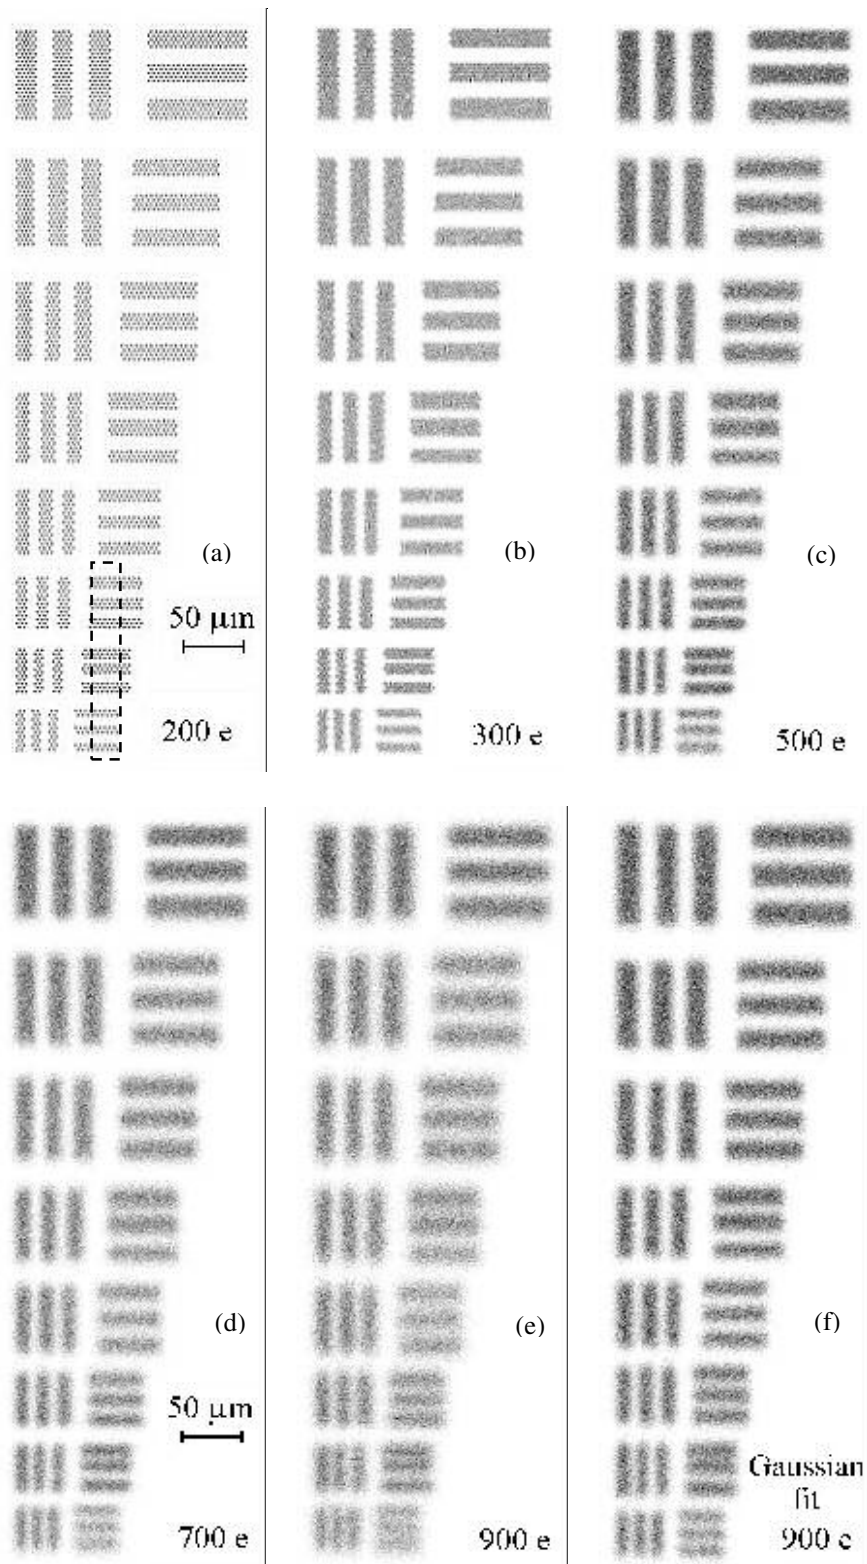 (a)
(b)
(c)
50 μm
200 e
300 e
500 e
(d)
(e)
(f)
50 μm
Gaussian
fit
700 e
900 e
900 e